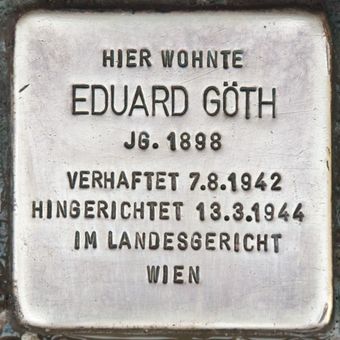 HIER WOHNTE
EDUARD GÖTH
JG. 1898
VERHAFTET 7.8.1942
HINGERICHTET 13.3.1944
IM LANDESGERICHT
WIEN